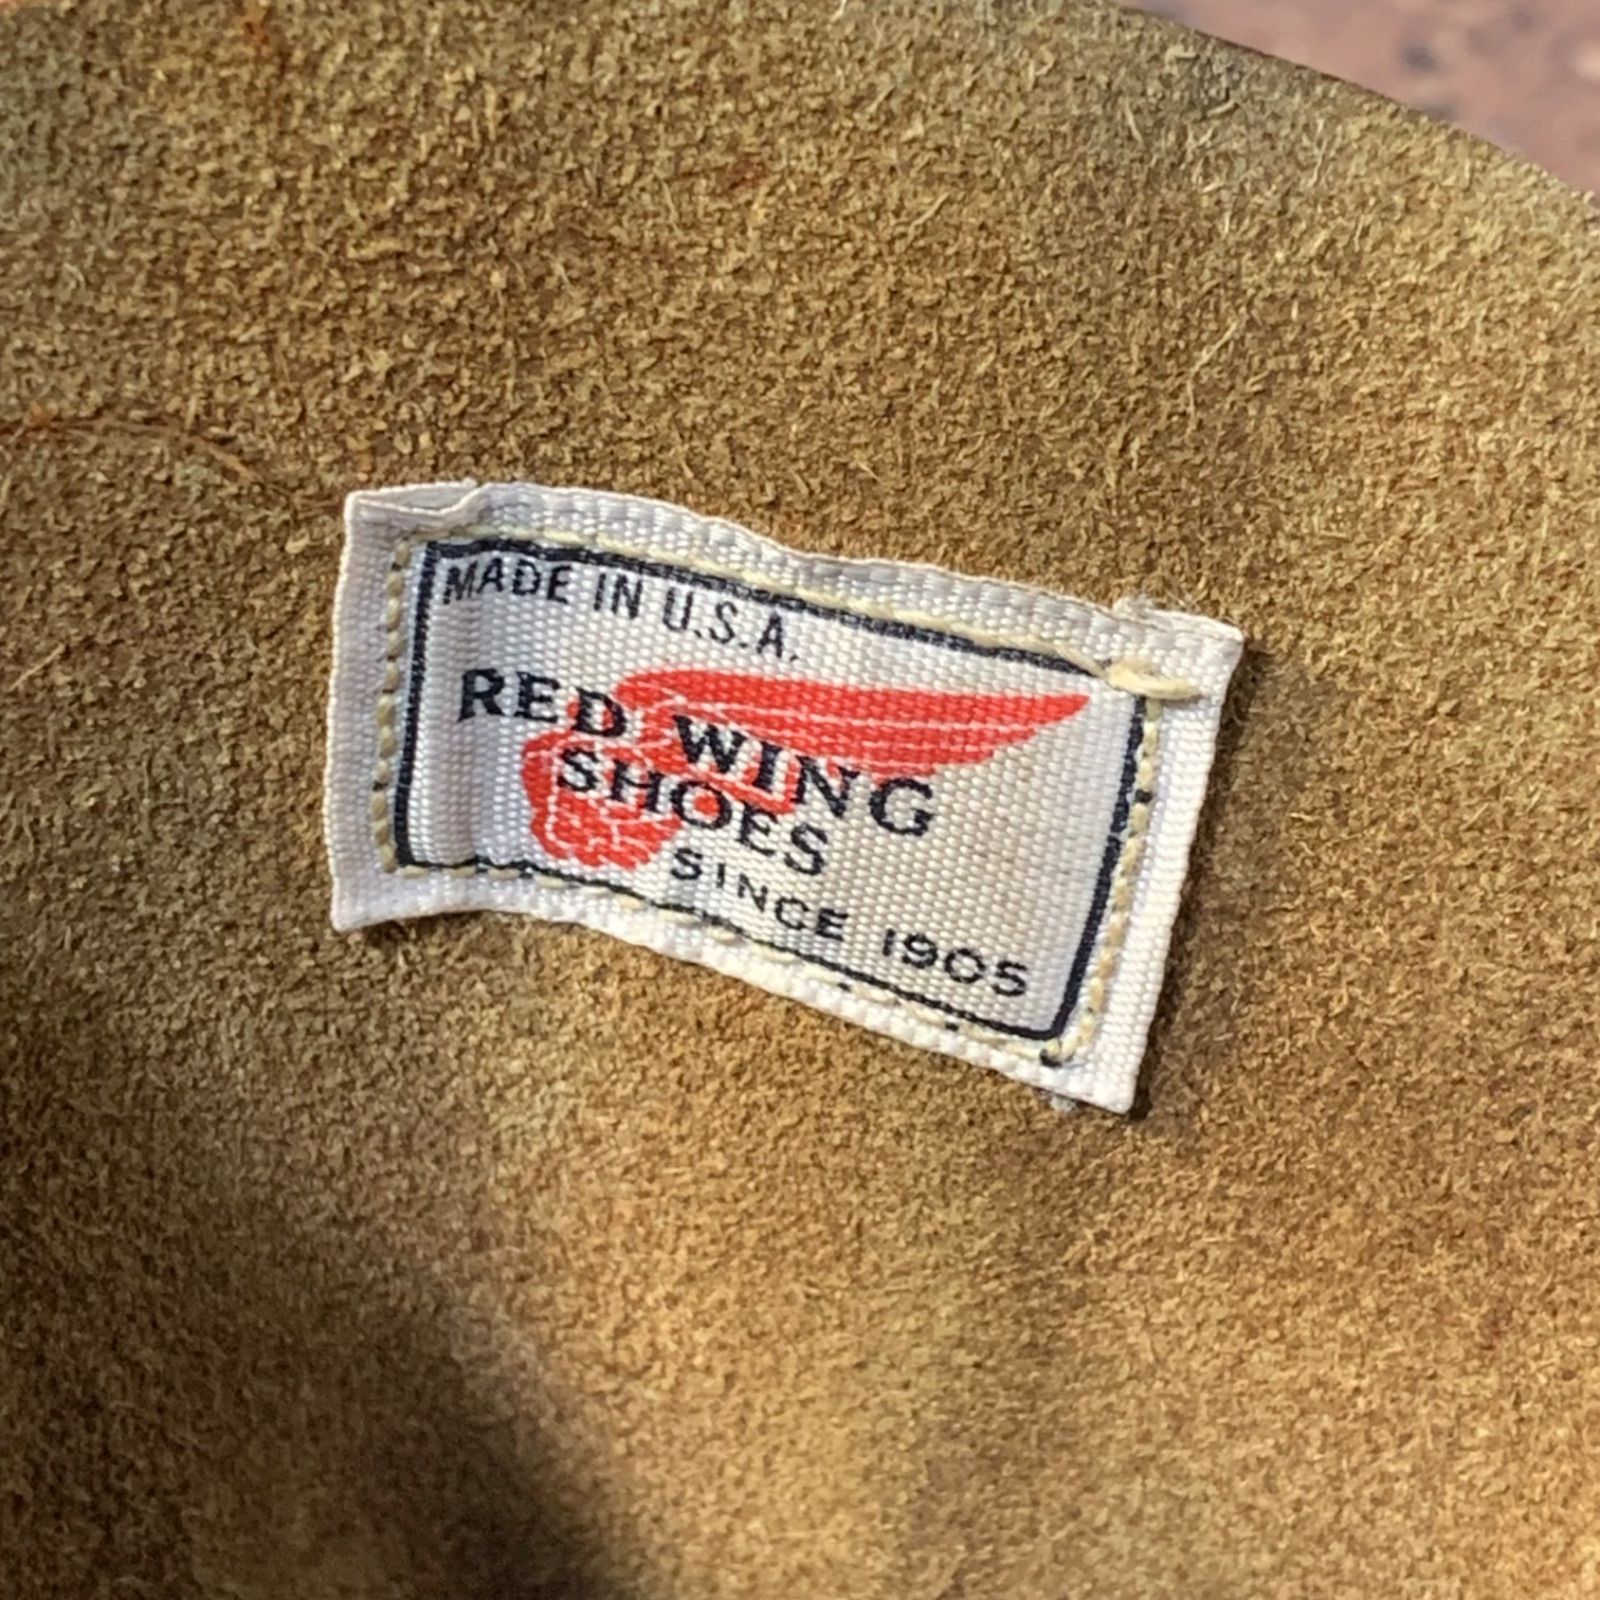 MADE IN U.S.A.
RED WING
SHOES
SINCE 1905